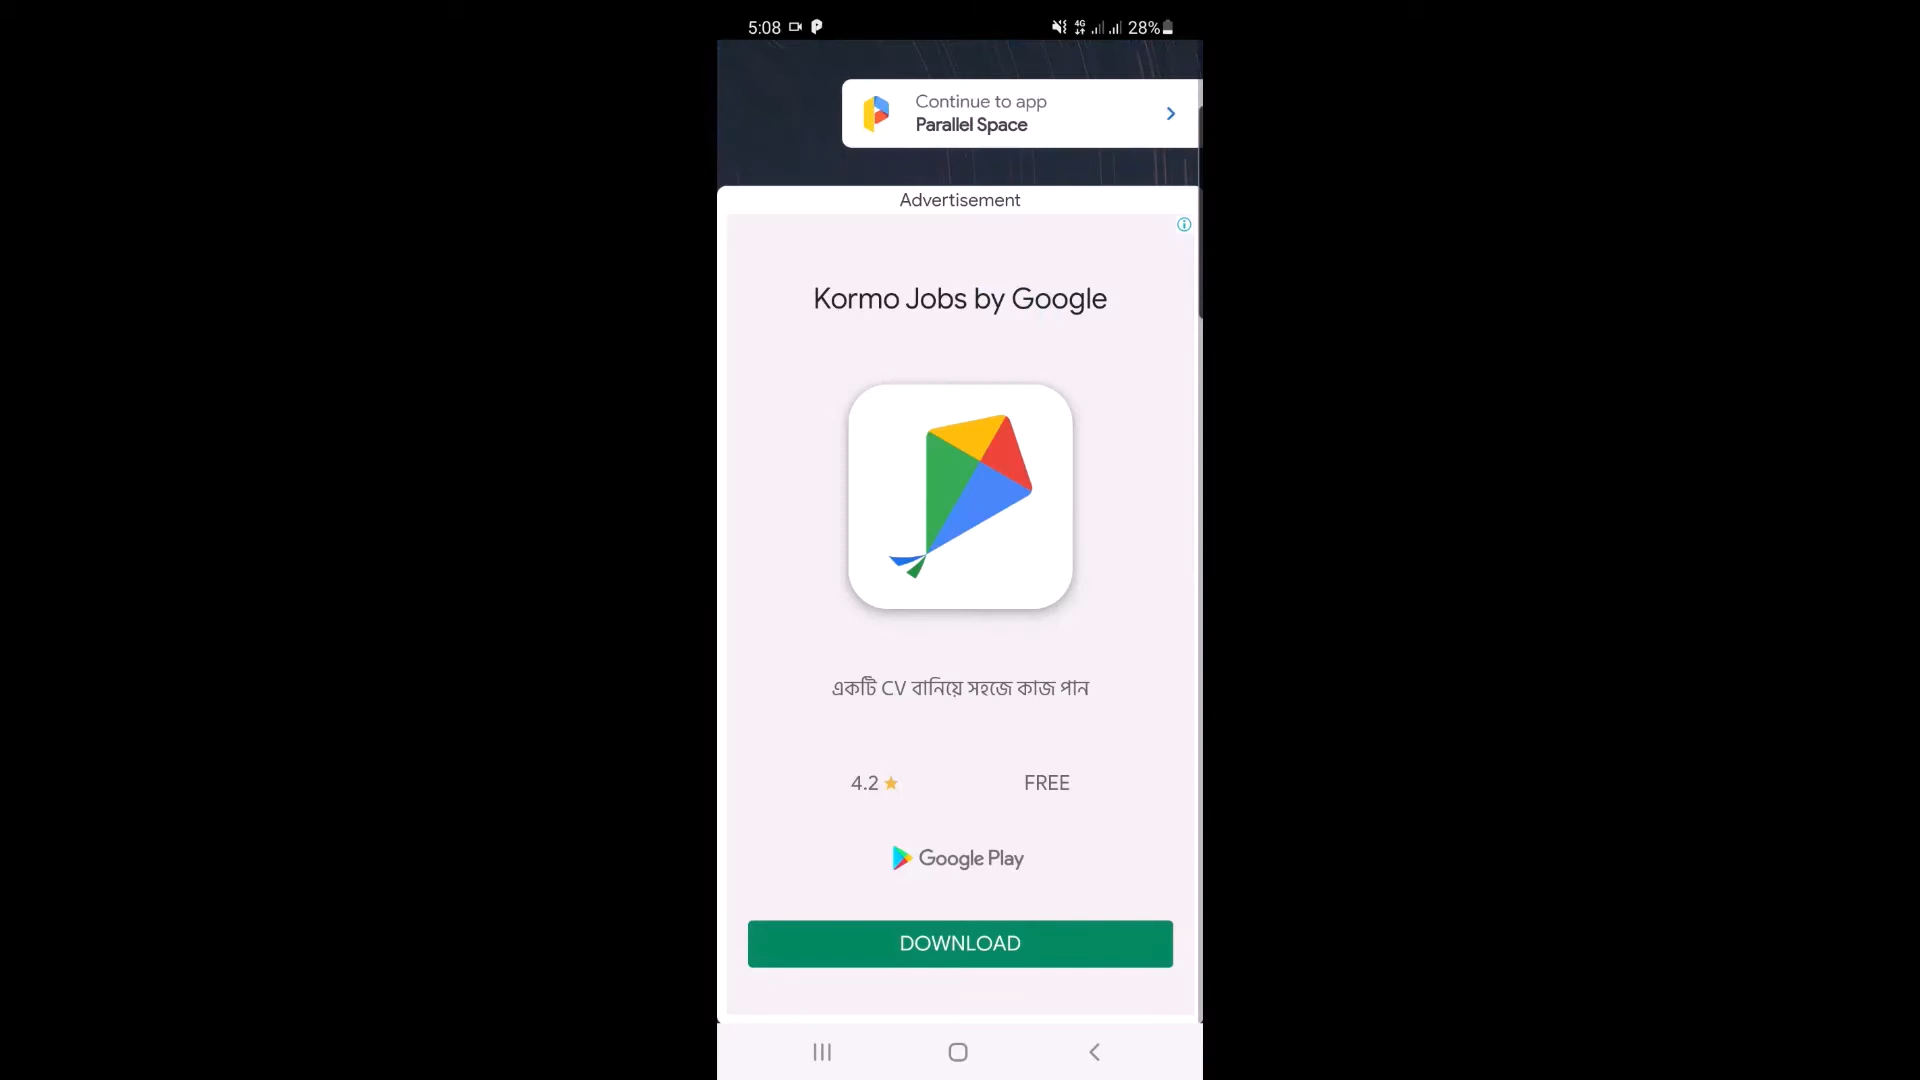 5:08
4G 28%
Continue to app
Parallel Space
Advertisement
Kormo Jobs by Google
একটি CV বানিয়ে সহজে কাজ পান
4.2 FREE
Google Play
DOWNLOAD